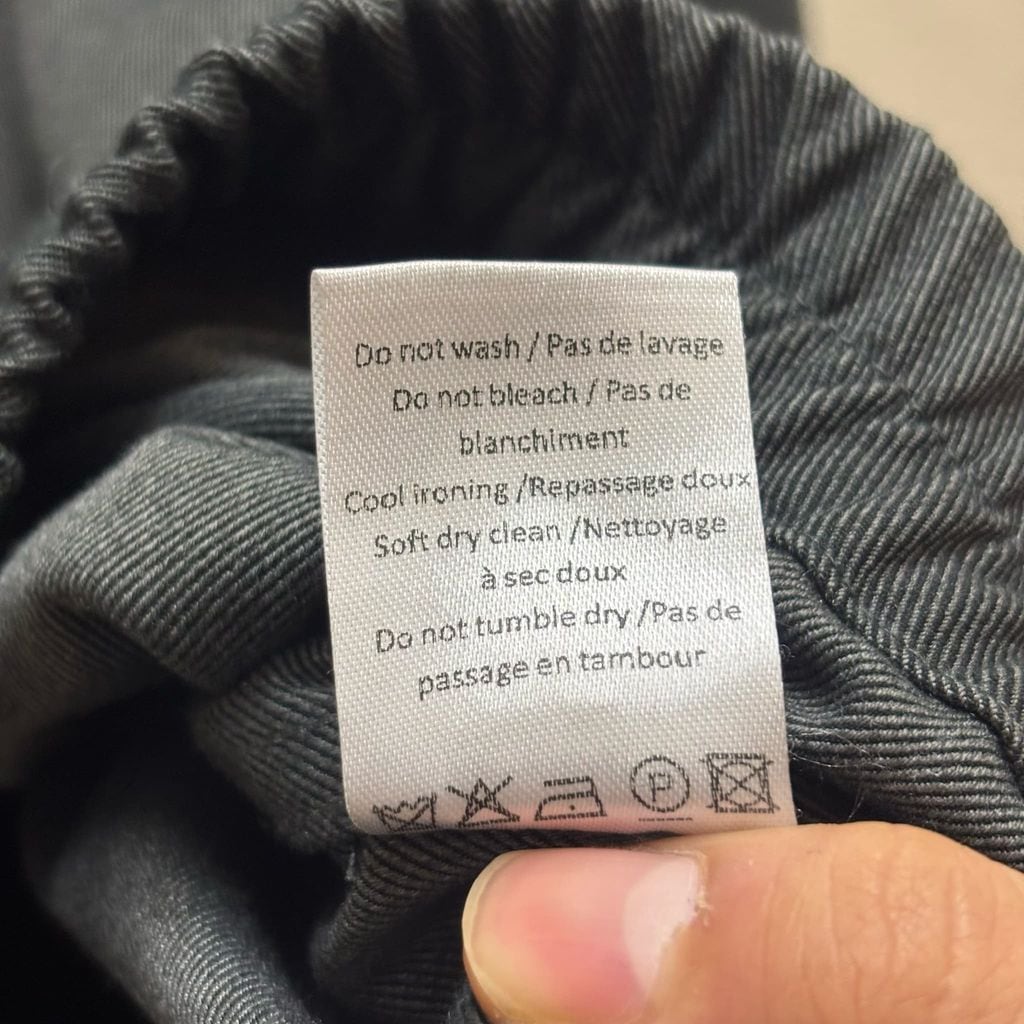 Do not wash / Pas de lavage
Do not bleach / Pas de
blanchiment
Cool ironing /Repassage doux
Soft dry clean /Nettoyage
à sec doux
Do not tumble dry /Pas de
passage en tambour
P